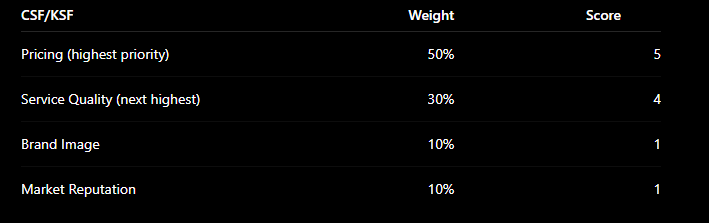 CSF/KSF Weight Score
Pricing (highest priority) 50% 5
Service Quality (next highest) 30% 4
Brand Image 10% 1
Market Reputation 10% 1